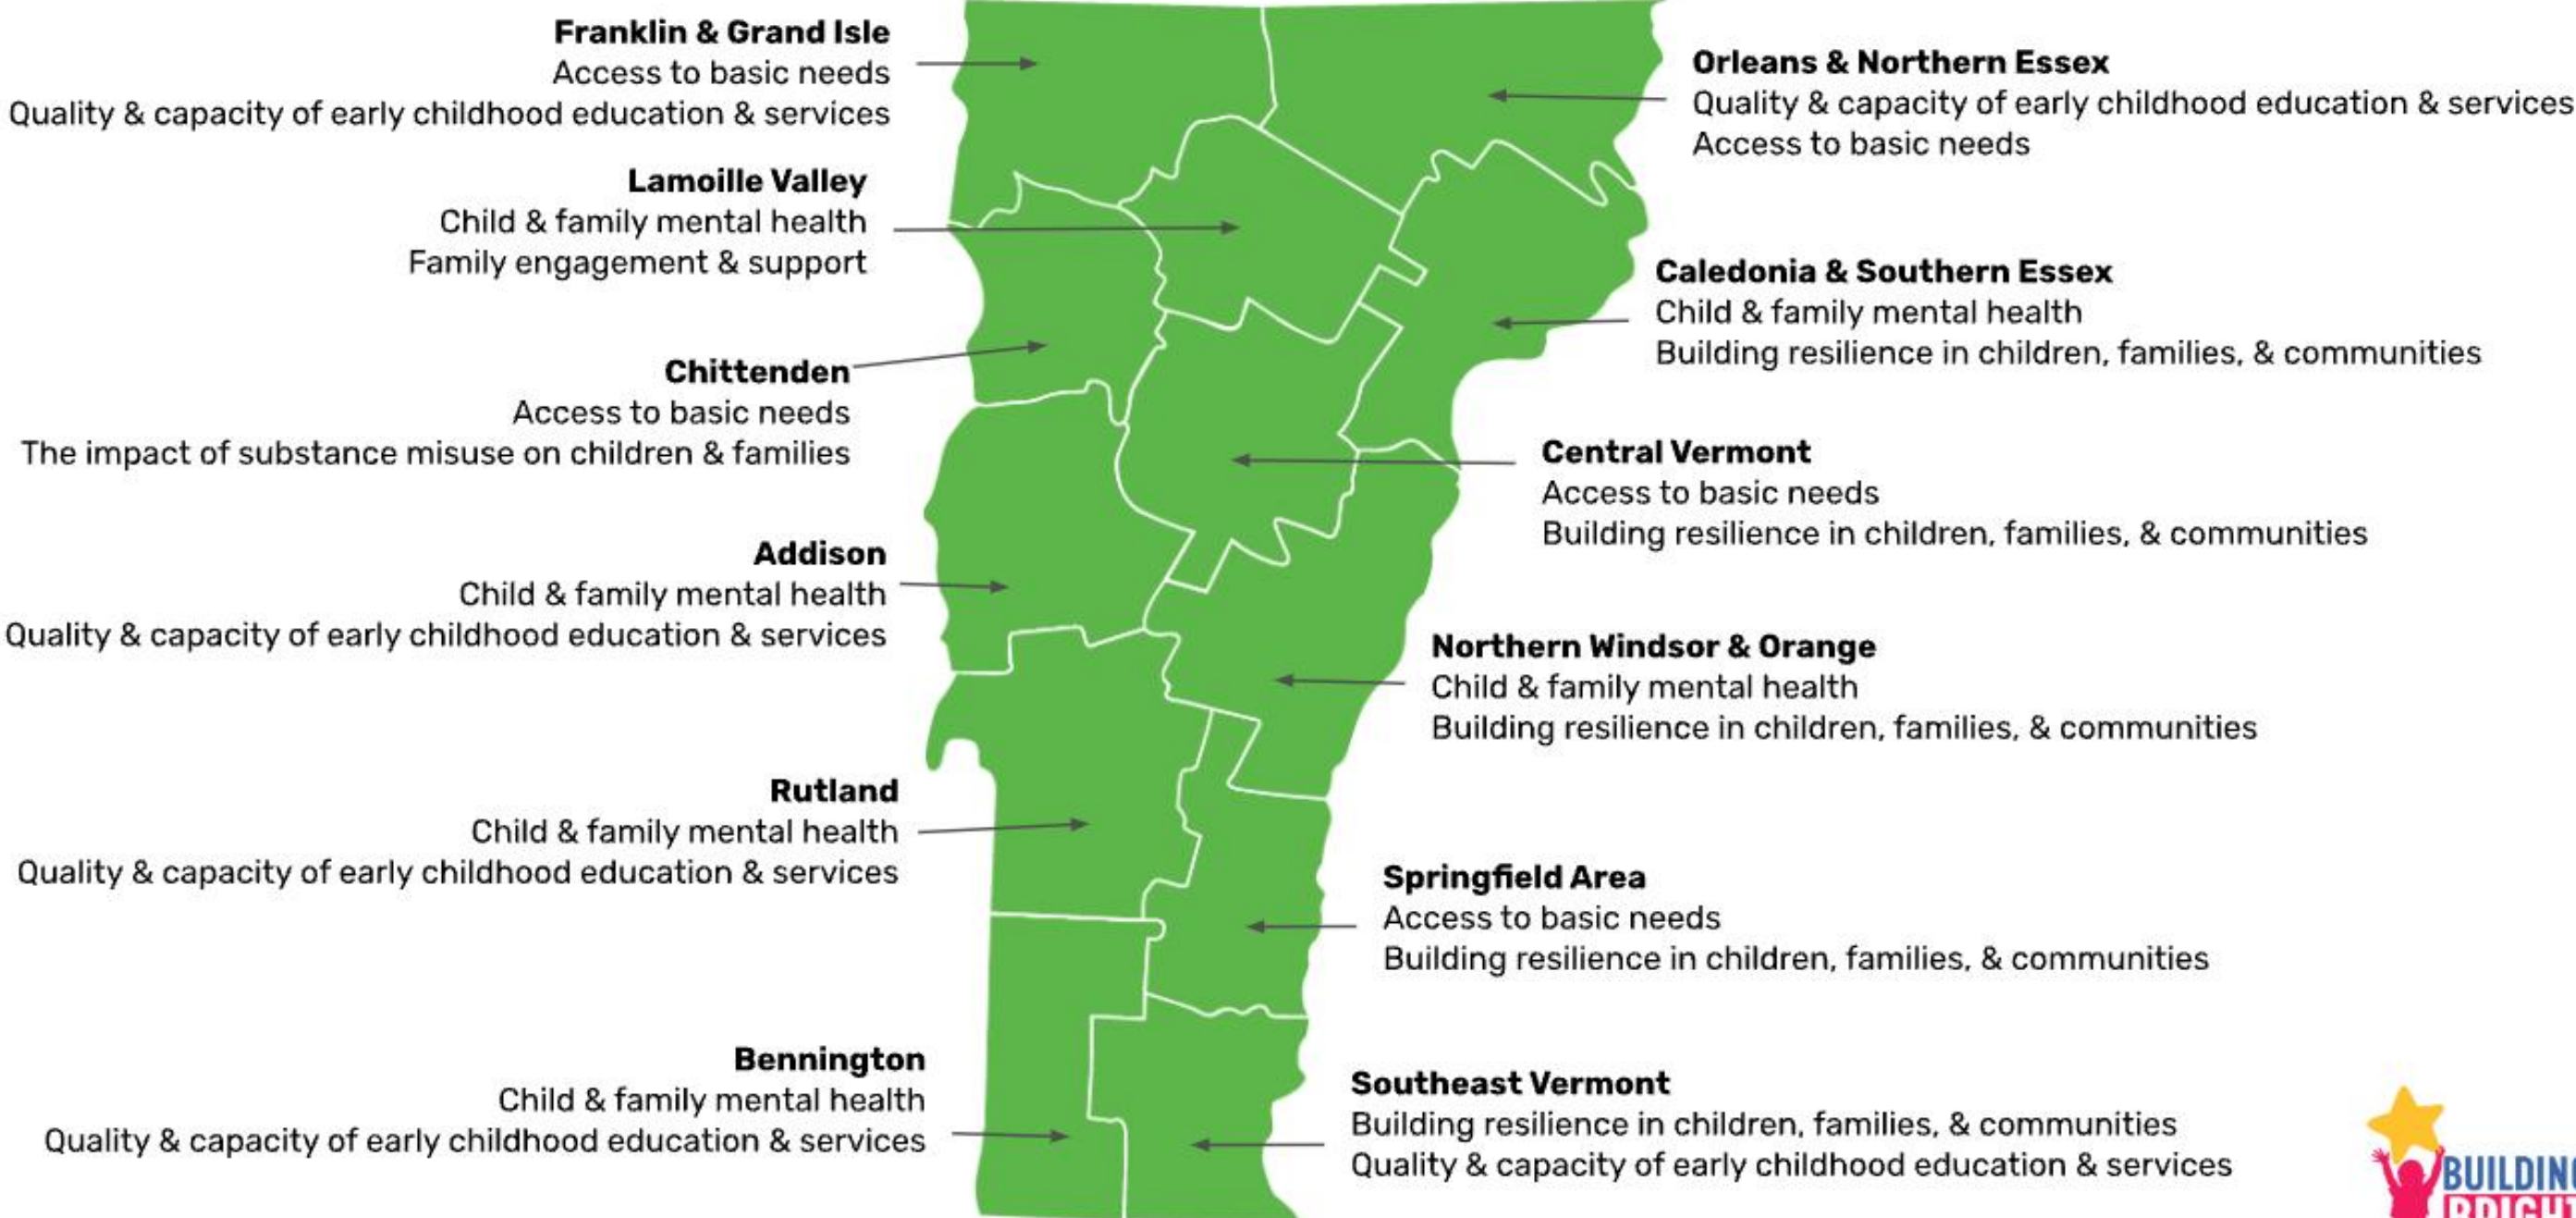 Franklin & Grand Isle
Access to basic needs
Quality & capacity of early childhood education & services
Lamoille Valley
Child & family mental health
Family engagement & support
Chittenden
Access to basic needs
The impact of substance misuse on children & families
Addison
Child & family mental health
Quality & capacity of early childhood education & services
Rutland
Child & family mental health
Quality & capacity of early childhood education & services
Bennington
Child & family mental health
Quality & capacity of early childhood education & services
Orleans & Northern Essex
Quality & capacity of early childhood education & services
Access to basic needs
Caledonia & Southern Essex
Child & family mental health
Building resilience in children, families, & communities
Central Vermont
Access to basic needs
Building resilience in children, families, & communities
Northern Windsor & Orange
Child & family mental health
Building resilience in children, families, & communities
Springfield Area
Access to basic needs
Building resilience in children, families, & communities
Southeast Vermont
Building resilience in children, families, & communities
Quality & capacity of early childhood education & services
BUILDING
BRIGHT